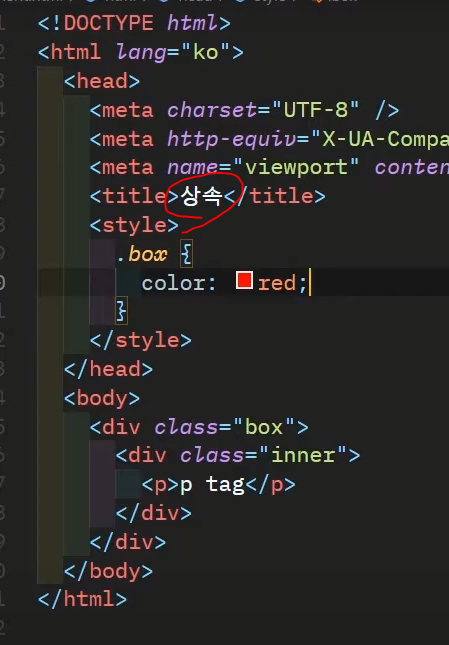 <!DOCTYPE html>
<html lang="ko">
<head>
<meta charset="UTF-8" />
<meta http-equiv="X-UA-Compa
<meta name="viewport" conten
<title>상속</title>
<style>
.box {
color: red;
}
</style>
</head>
<body>
<div class="box">
<div class="inner">
<p>p tag</p>
</div>
</div>
</body>
</html>